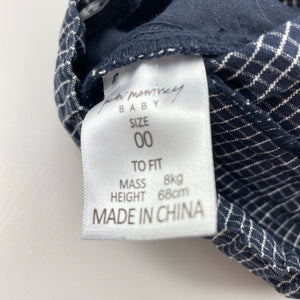 BABY
SIZE
00
TO FIT
MASS 8kg
HEIGHT 68cm
MADE IN CHINA